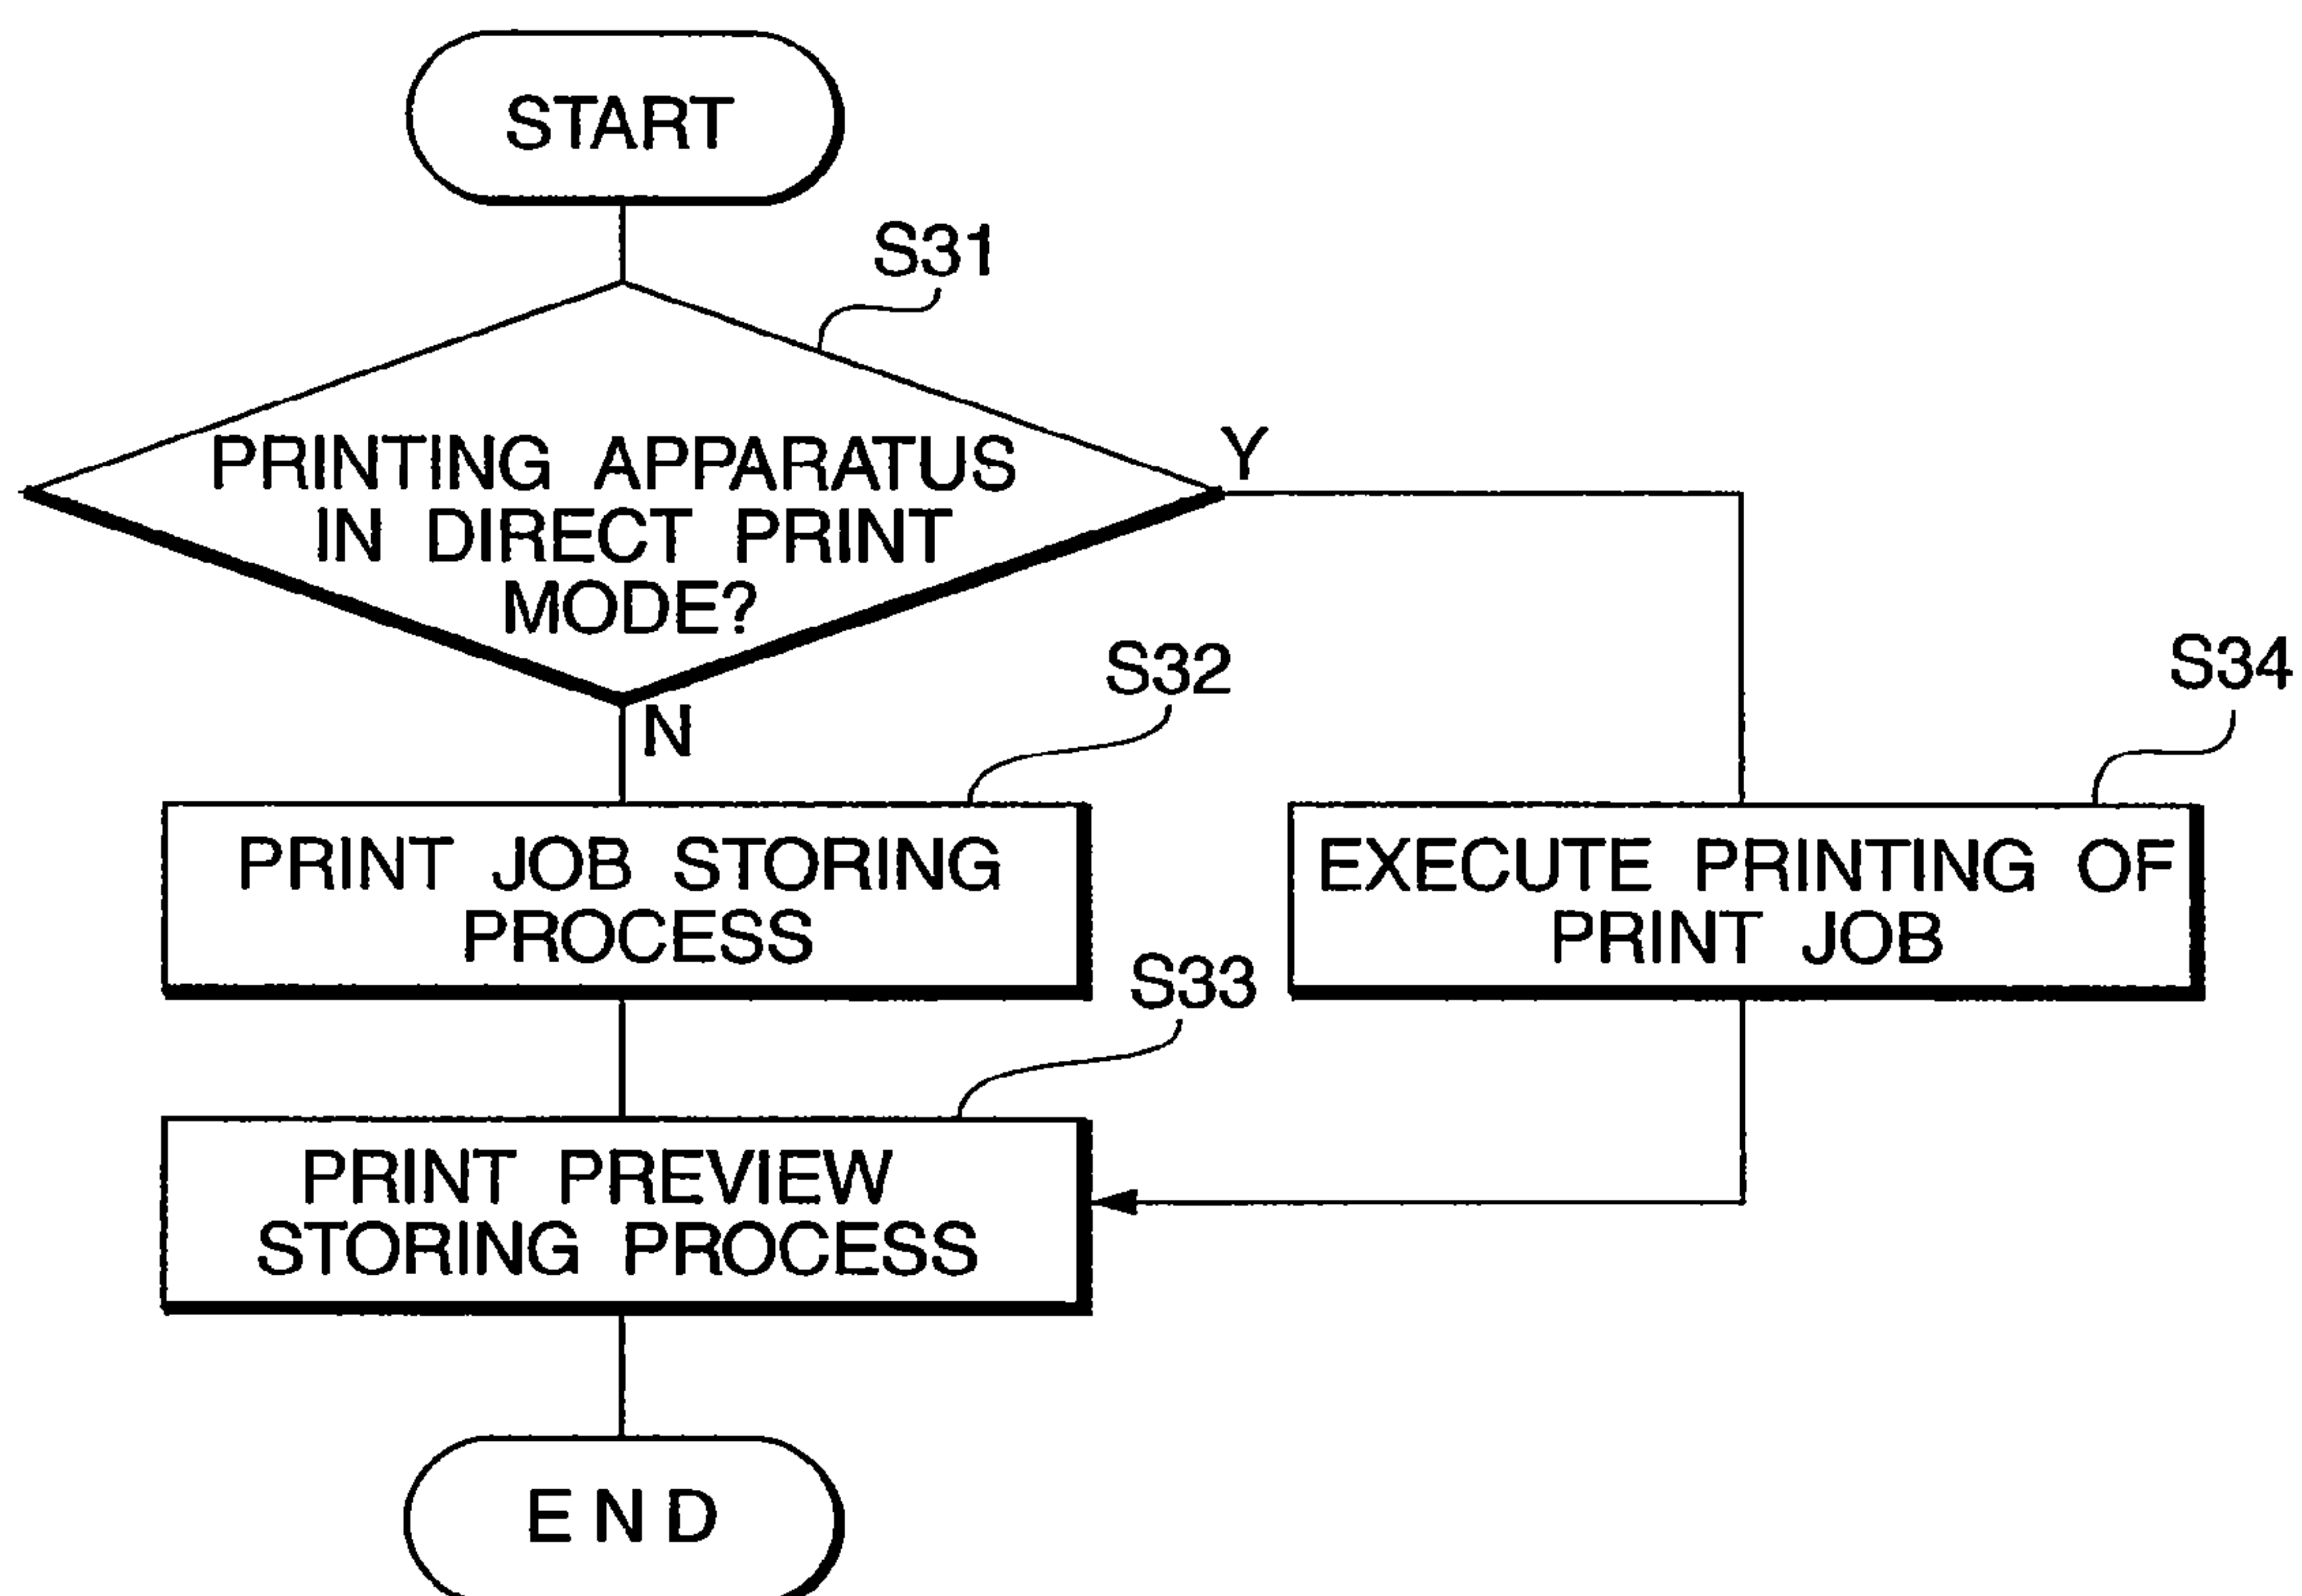 START
S31
PRINTING APPARATUS
IN DIRECT PRINT
MODE?
Y
N
S32
S34
PRINT JOB STORING
PROCESS
EXECUTE PRINTING OF
PRINT JOB
S33
PRINT PREVIEW
STORING PROCESS
END